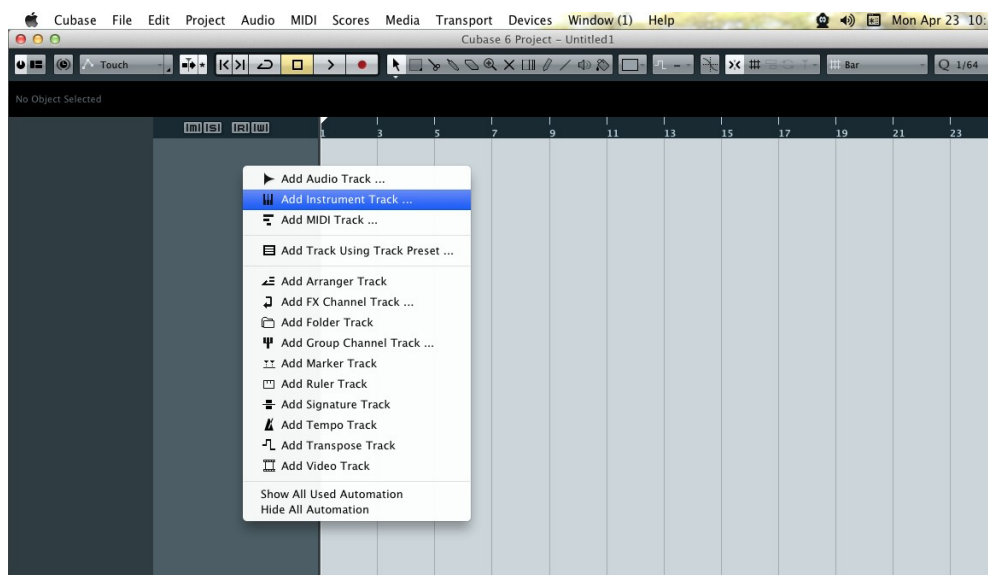 Cubase File Edit Project Audio MIDI Scores Media Transport Devices Window (1) Help Mon Apr 23 10:
Cubase 6 Project – Untitled1
Touch Bar Q 1/64
No Object Selected
m S R W
1 3 5 7 9 11 13 15 17 19 21 23
Add Audio Track ...
Add Instrument Track ...
Add MIDI Track ...
Add Track Using Track Preset ...
Add Arranger Track
Add FX Channel Track ...
Add Folder Track
Add Group Channel Track ...
Add Marker Track
Add Ruler Track
Add Signature Track
Add Tempo Track
Add Transpose Track
Add Video Track
Show All Used Automation
Hide All Automation